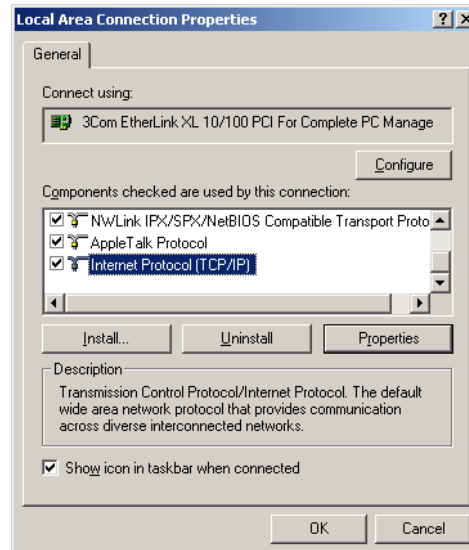 Local Area Connection Properties
General
Connect using:
3Com EtherLink XL 10/100 PCI For Complete PC Manage
Configure
Components checked are used by this connection:
NWLink IPX/SPX/NetBIOS Compatible Transport Proto
AppleTalk Protocol
Internet Protocol (TCP/IP)
Install... Uninstall Properties
Description
Transmission Control Protocol/Internet Protocol. The default
wide area network protocol that provides communication
across diverse interconnected networks.
Show icon in taskbar when connected
OK Cancel